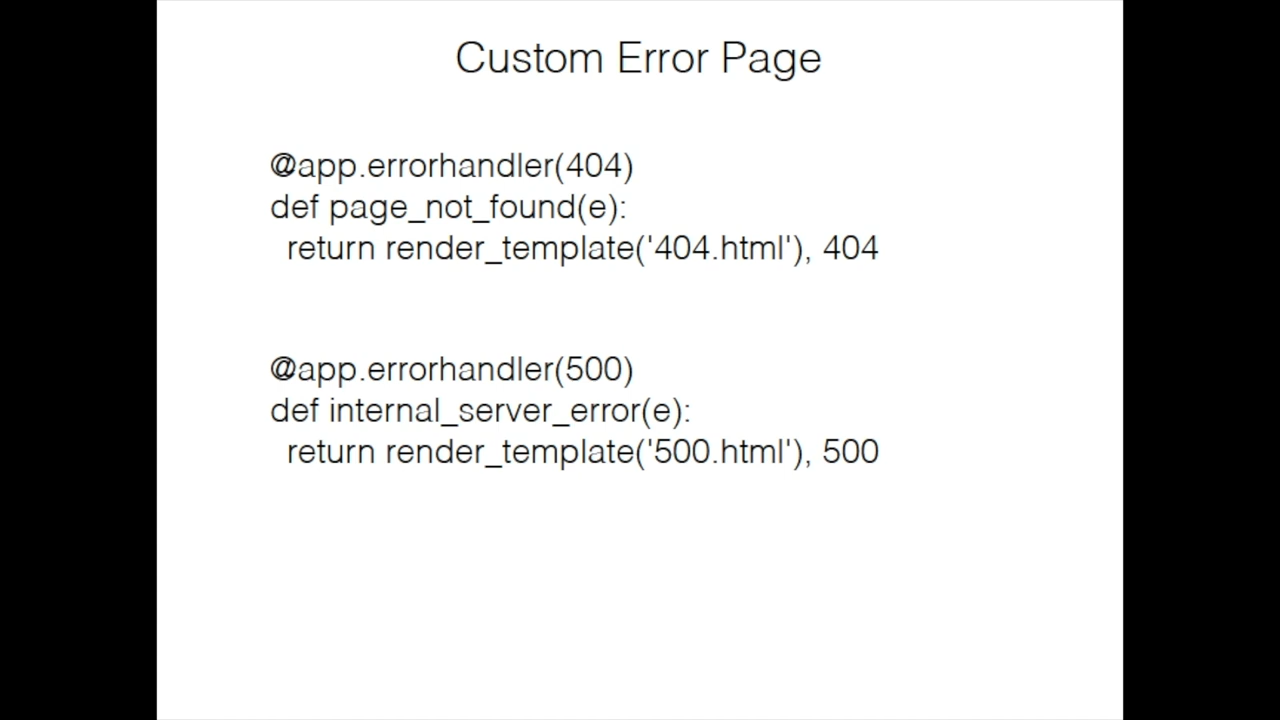 Custom Error Page
@app.errorhandler(404)
def page_not_found(e):
  return render_template('404.html'), 404
@app.errorhandler(500)
def internal_server_error(e):
  return render_template('500.html'), 500